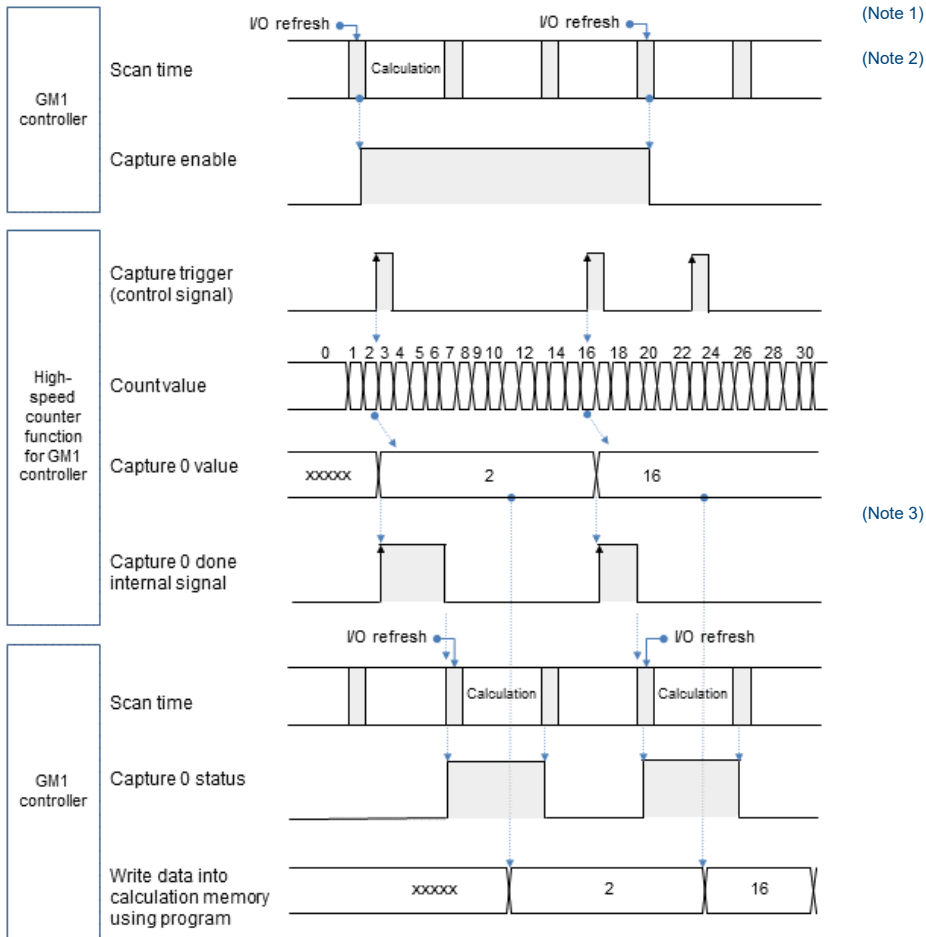 I/O refresh I/O refresh (Note 1)
Scan time Calculation (Note 2)
GM1
controller
Capture enable
Capture trigger
(control signal)
0 1 2 3 4 5 6 7 8 9 10 12 14 16 18 20 22 24 26 28 30
High-
speed
counter
function
for GM1
controller
Countvalue
Capture 0 value xxxxx 2 16
(Note 3)
Capture 0 done
internal signal
I/O refresh I/O refresh
Scan time Calculation Calculation
GM1
controller
Capture 0 status
Write data into
calculation memory
using program
xxxxx 2 16